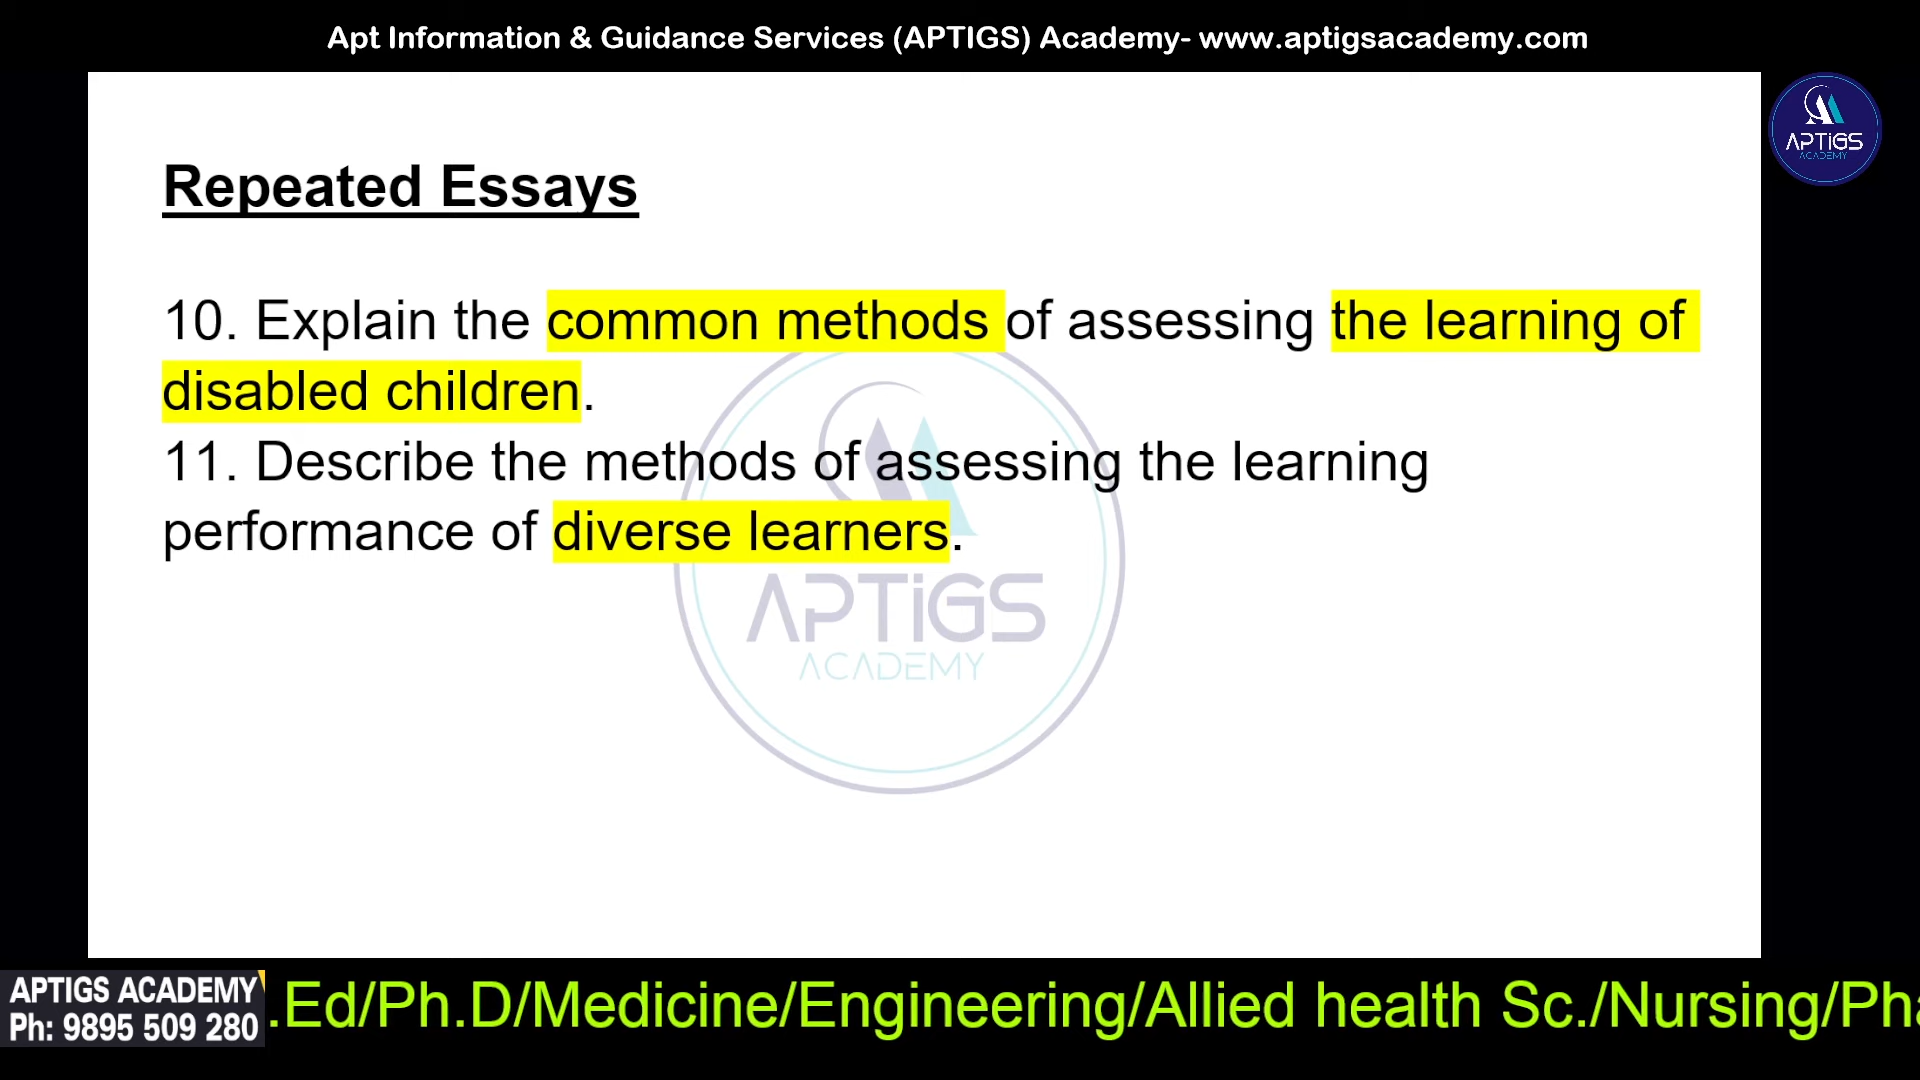 Apt Information & Guidance Services (APTIGS) Academy- www.aptigsacademy.com
APTiGS
ACADEMY
Repeated Essays
10. Explain the common methods of assessing the learning of
disabled children.
11. Describe the methods of assessing the learning
performance of diverse learners.
APTiGS
ACADEMY
APTIGS ACADEMY
Ph: 9895 509 280
.Ed/Ph.D/Medicine/Engineering/Allied health Sc./Nursing/Pha